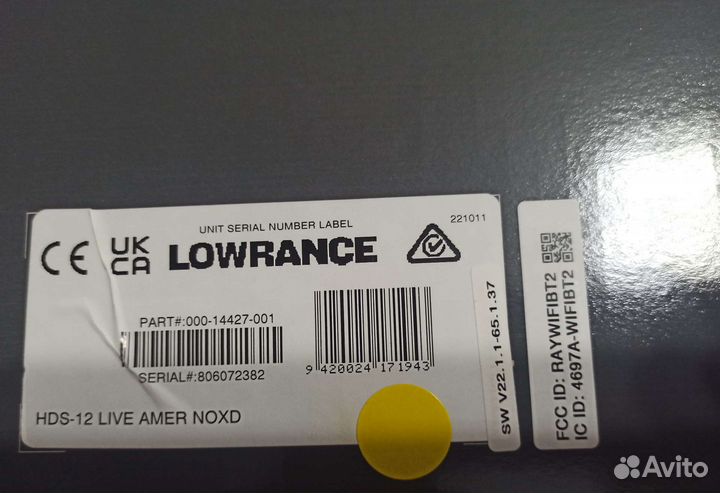 UNIT SERIAL NUMBER LABEL
221011
CE UK CA LOWRANCE
PART#:000-14427-001
SERIAL#:806072382
9 420024 171943
HDS-12 LIVE AMER NOXD
SW V22.1.1-65.1.37
FCC ID: RAYWIFIBT2
IC ID: 4697A-WIFIBT2
Avito